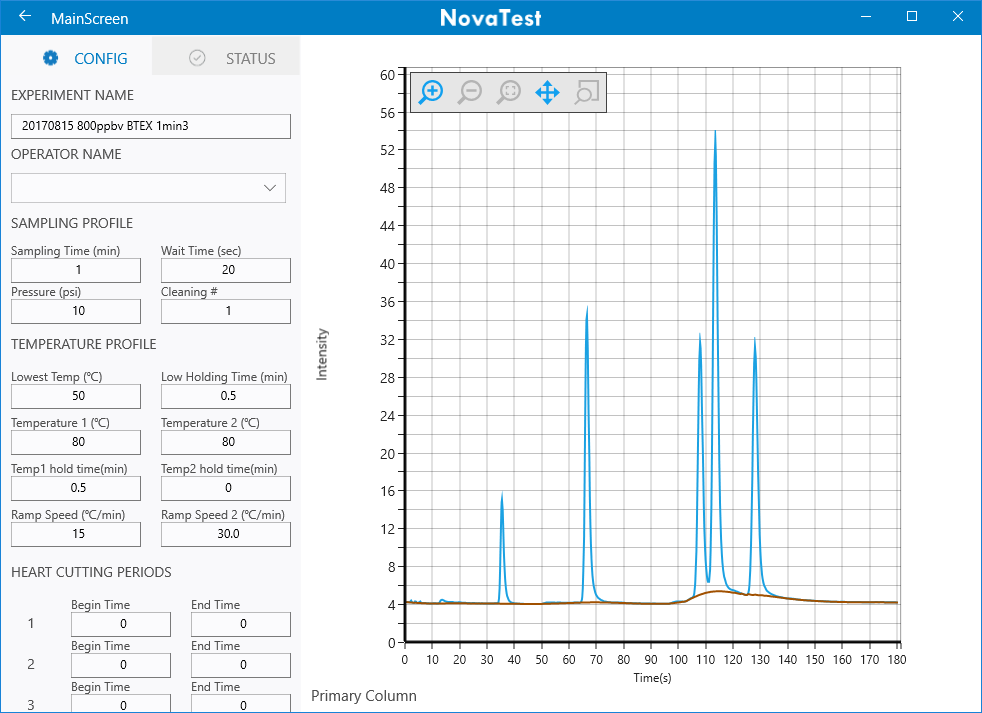 MainScreen
NovaTest
CONFIG
STATUS
EXPERIMENT NAME
20170815 800ppbv BTEX 1min3
OPERATOR NAME
SAMPLING PROFILE
Sampling Time (min) Wait Time (sec)
1 20
Pressure (psi) Cleaning #
10 1
TEMPERATURE PROFILE
Lowest Temp (℃) Low Holding Time (min)
50 0.5
Temperature 1 (℃) Temperature 2 (℃)
80 80
Temp1 hold time(min) Temp2 hold time(min)
0.5 0
Ramp Speed (℃/min) Ramp Speed 2 (℃/min)
15 30.0
HEART CUTTING PERIODS
Begin Time End Time
1 0 0
Begin Time End Time
2 0 0
Begin Time End Time
3 0 0
Intensity
60
56
52
48
44
40
36
32
28
24
20
16
12
8
4
0
0 10 20 30 40 50 60 70 80 90 100 110 120 130 140 150 160 170 180
Time(s)
Primary Column